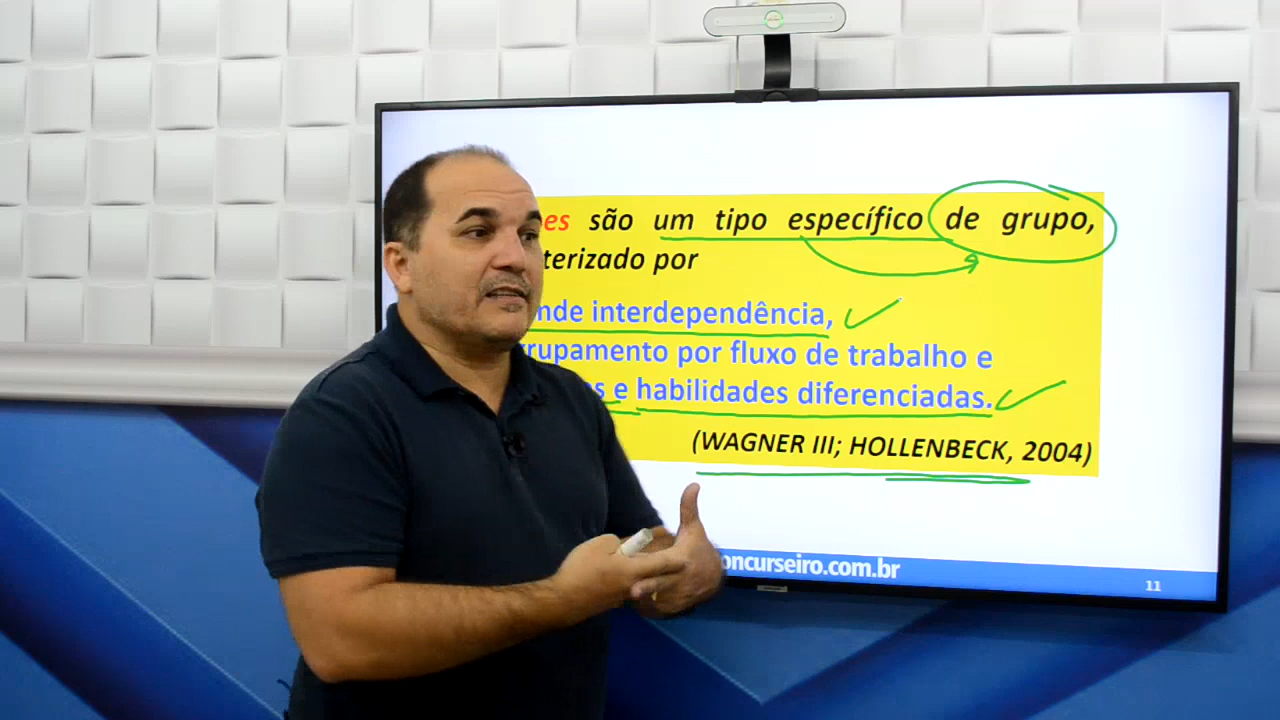 es são um tipo específico de grupo,
terizado por
nde interdependência,
rupamento por fluxo de trabalho e
s e habilidades diferenciadas.
(WAGNER III; HOLLENBECK, 2004)
oncurseiro.com.br
11